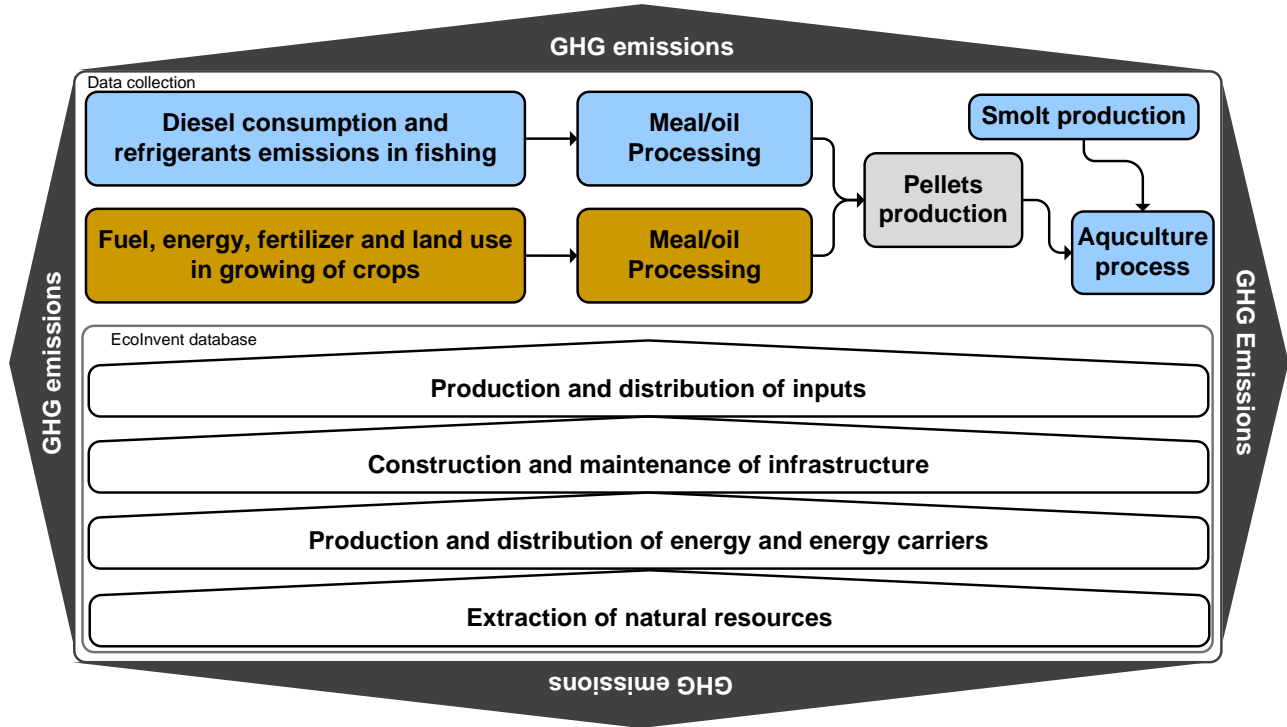 GHG emissions
Data collection
Diesel consumption and
refrigerants emissions in fishing
Meal/oil
Processing
Smolt production
Pellets
production
Fuel, energy, fertilizer and land use
in growing of crops
Meal/oil
Processing
Aquculture
process
GHG emissions
GHG Emissions
EcoInvent database
Production and distribution of inputs
Construction and maintenance of infrastructure
Production and distribution of energy and energy carriers
Extraction of natural resources
GHG emissions